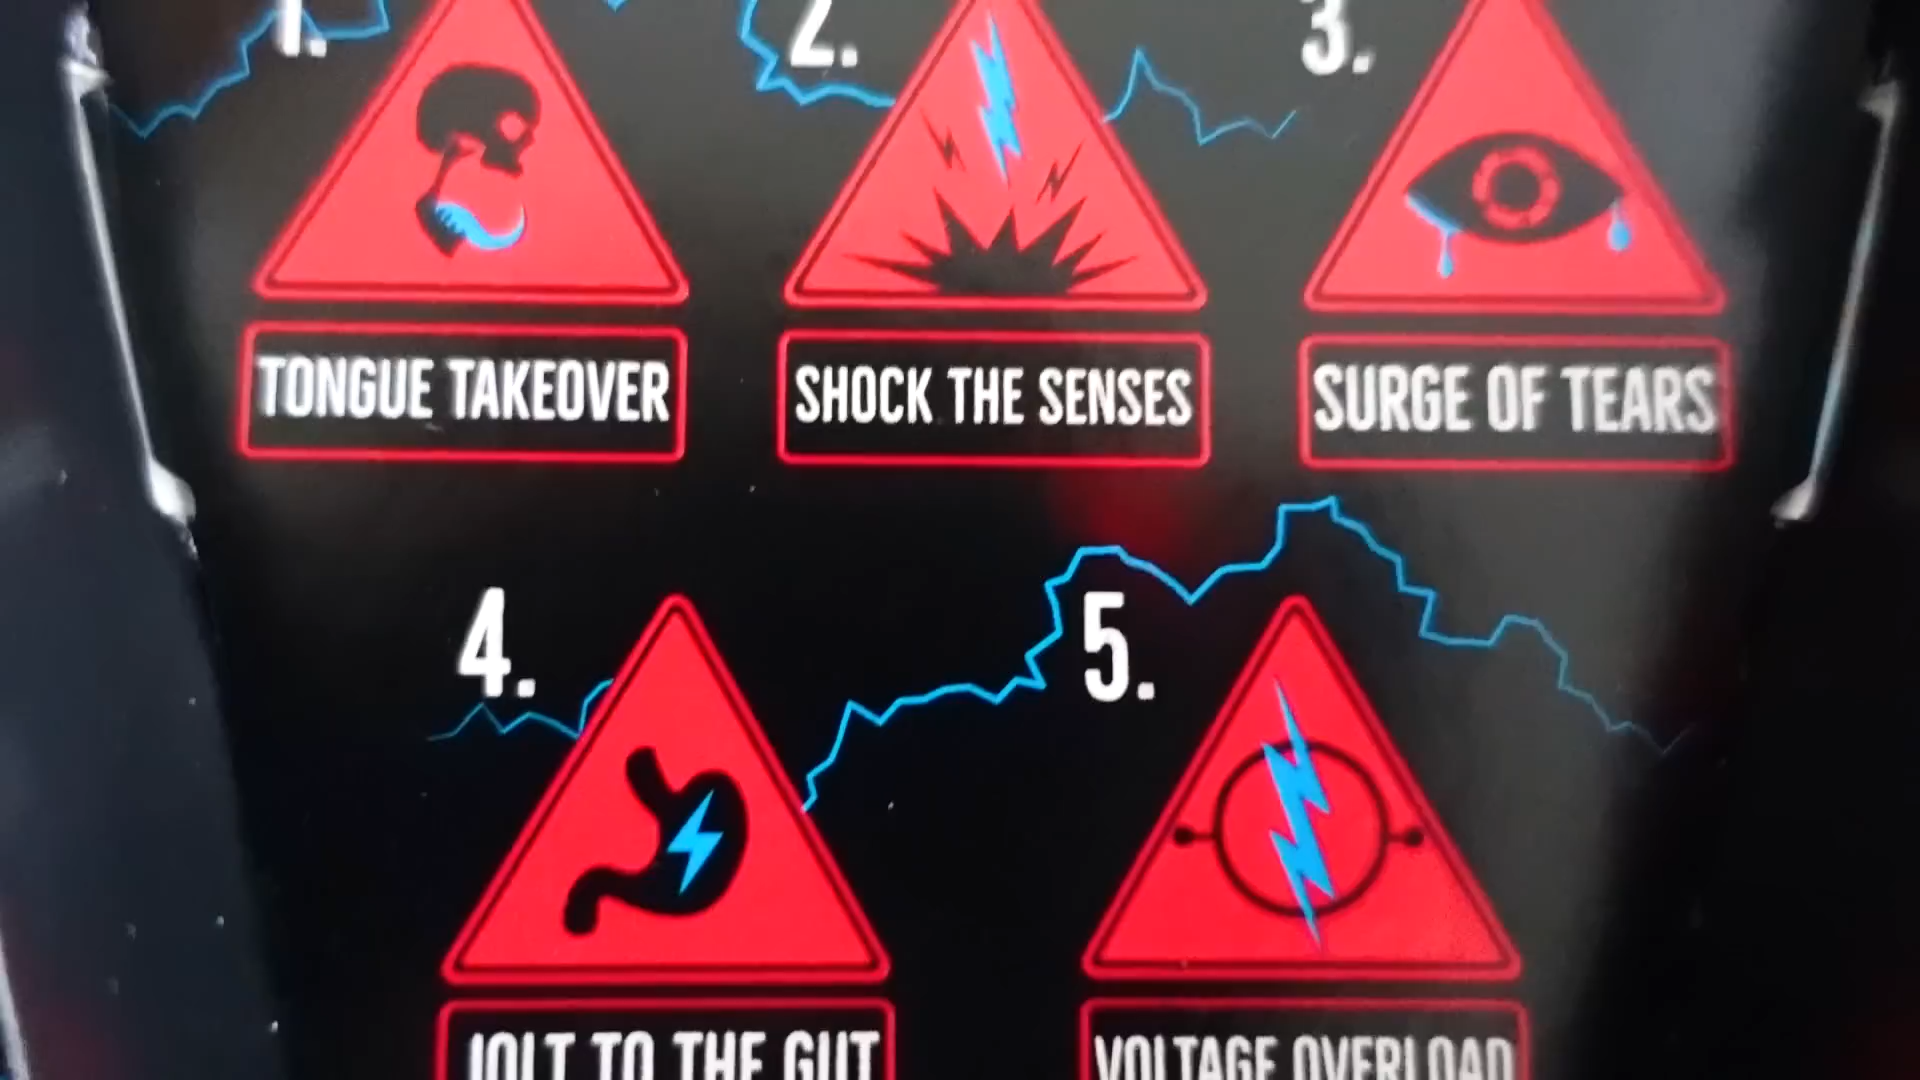 1.
2.
3.
TONGUE TAKEOVER
SHOCK THE SENSES
SURGE OF TEARS
4.
5.
JOLT TO THE GUT
VOLTAGE OVERLOAD